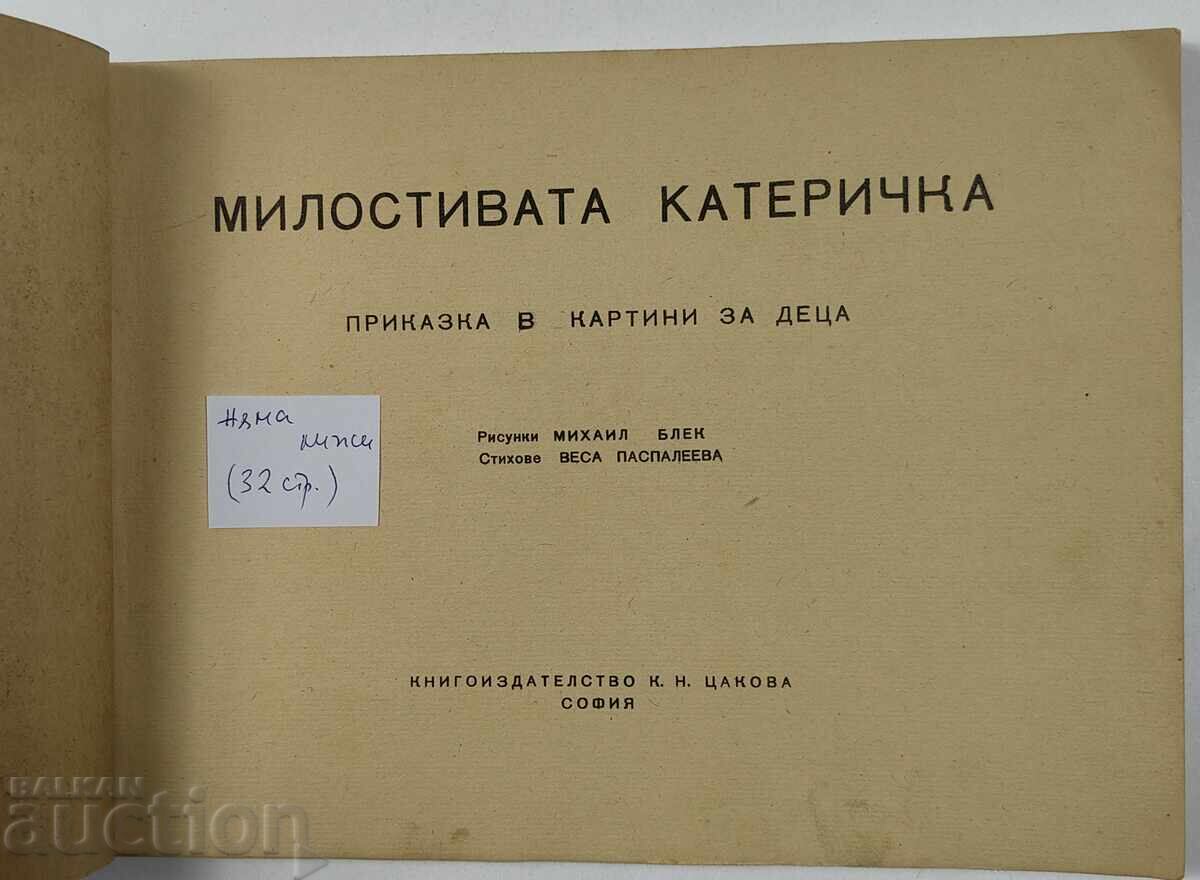 МИЛОСТИВАТА КАТЕРИЧКА
ПРИКАЗКА В КАРТИНИ ЗА ДЕЦА
няма
(32 стр.)
Рисунки МИХАИЛ БЛЕК
Стихове ВЕСА ПАСПАЛЕЕВА
КНИГОИЗДАТЕЛСТВО К. Н. ЦАКОВА
СОФИЯ
BALKAN
auction